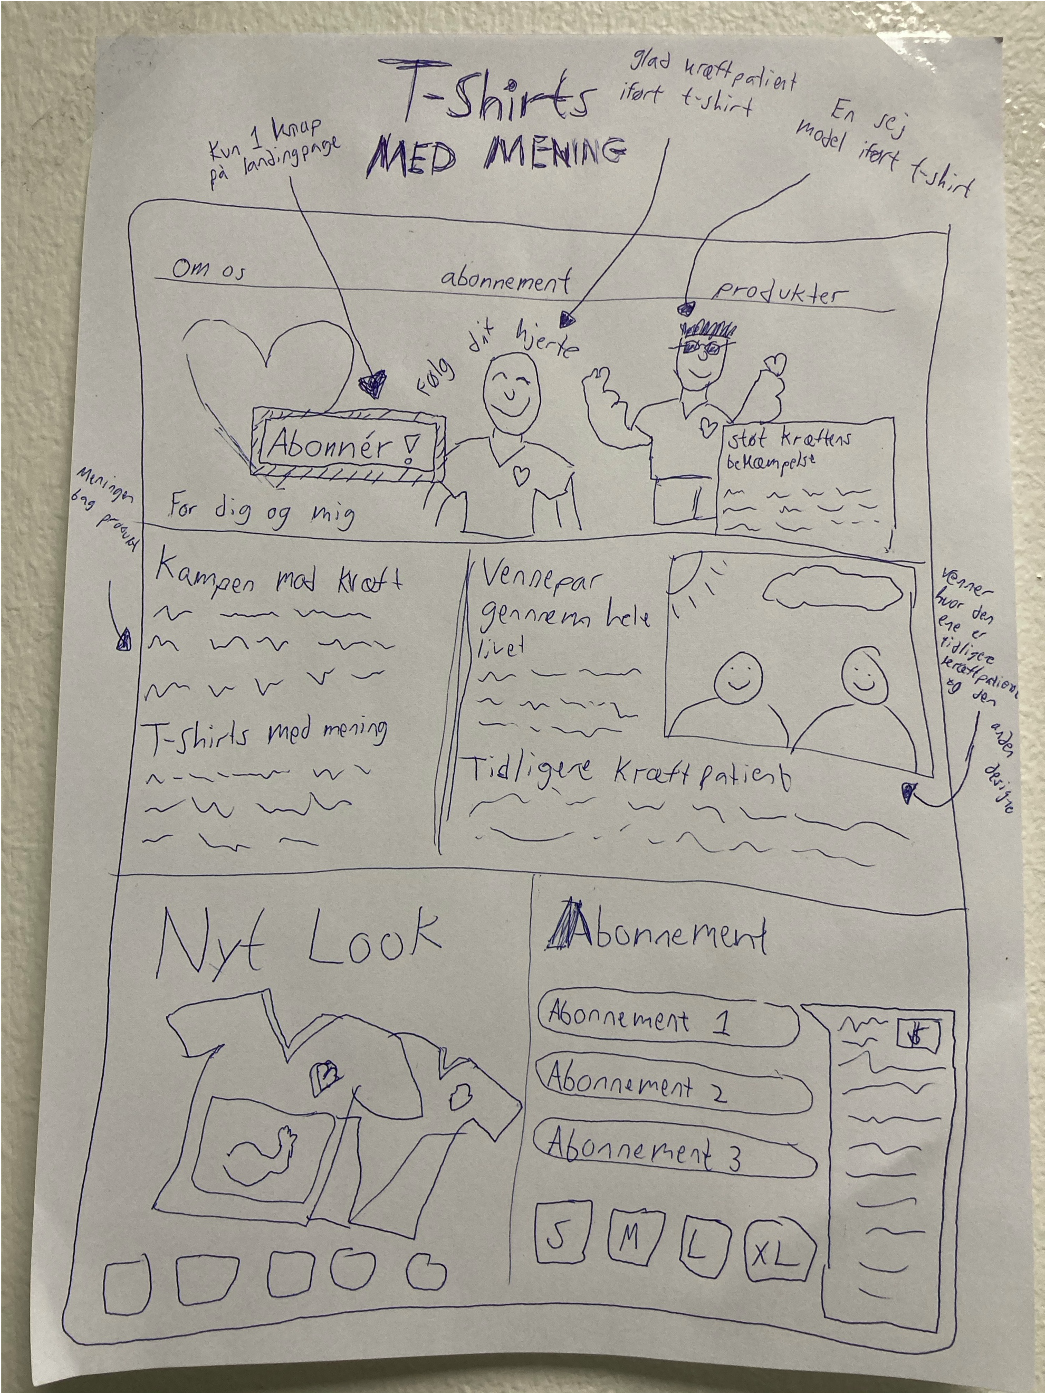 T-Shirts
MED MENING
glad kræftpatient
iført t-shirt
En sej
model iført t-shirt
Kun 1 knap
på landingpage
Om os
abonnement
produkter
Følg dit hjerte
Abonnér!
støt kræftens
bekæmpelse
For dig og mig
Meningen
bag produkt
Kampen mod kræft
T-shirts med mening
Vennepar
gennem hele
livet
Tidligere Kræftpatient
venner
hvor den
ene er
tidligere
kræftpatient
og den
anden
Nyt Look
Abonnement
Abonnement 1
Abonnement 2
Abonnement 3
S M L XL